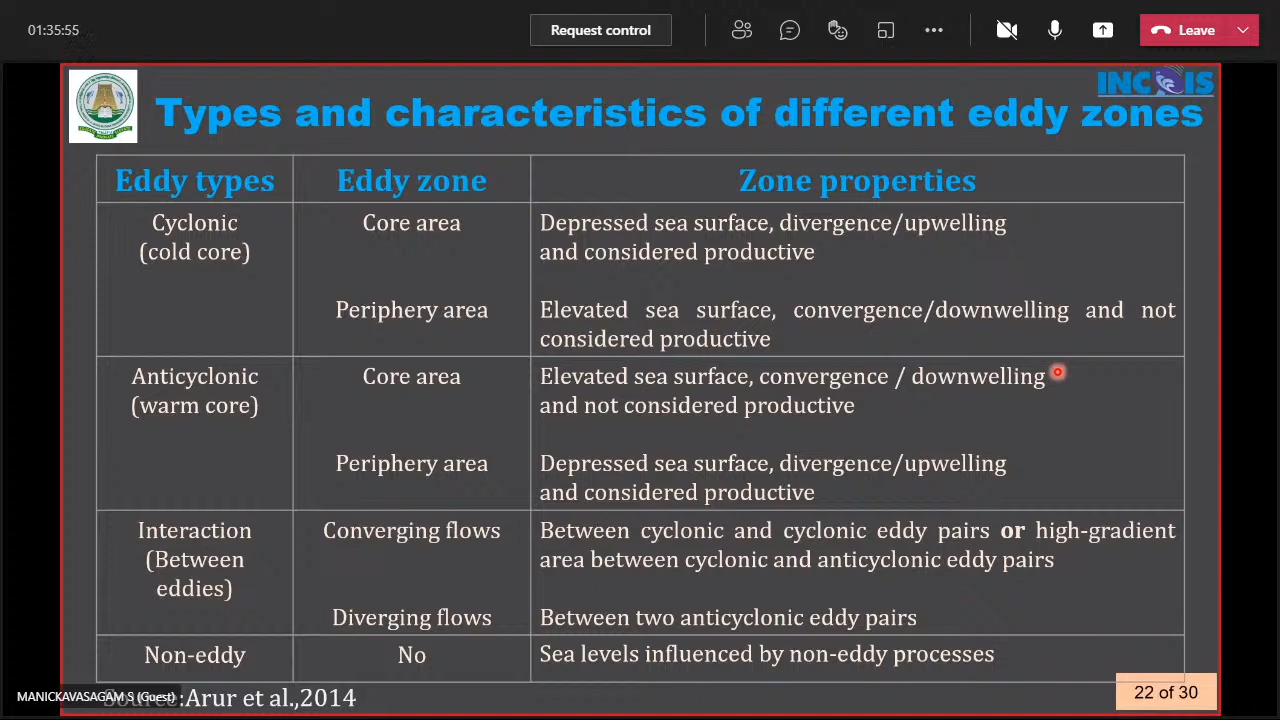 01:35:55
Request control
Leave
INCOIS
Types and characteristics of different eddy zones
Eddy types
Eddy zone
Zone properties
Cyclonic
(cold core)
Core area
Depressed sea surface, divergence/upwelling
and considered productive
Periphery area
Elevated sea surface, convergence/downwelling and not
considered productive
Anticyclonic
(warm core)
Core area
Elevated sea surface, convergence / downwelling
and not considered productive
Periphery area
Depressed sea surface, divergence/upwelling
and considered productive
Interaction
(Between
eddies)
Converging flows
Between cyclonic and cyclonic eddy pairs or high-gradient
area between cyclonic and anticyclonic eddy pairs
Diverging flows
Between two anticyclonic eddy pairs
Non-eddy
No
Sea levels influenced by non-eddy processes
MANICKAVASAGAM S (Guest)
Source:Arur et al.,2014
22 of 30